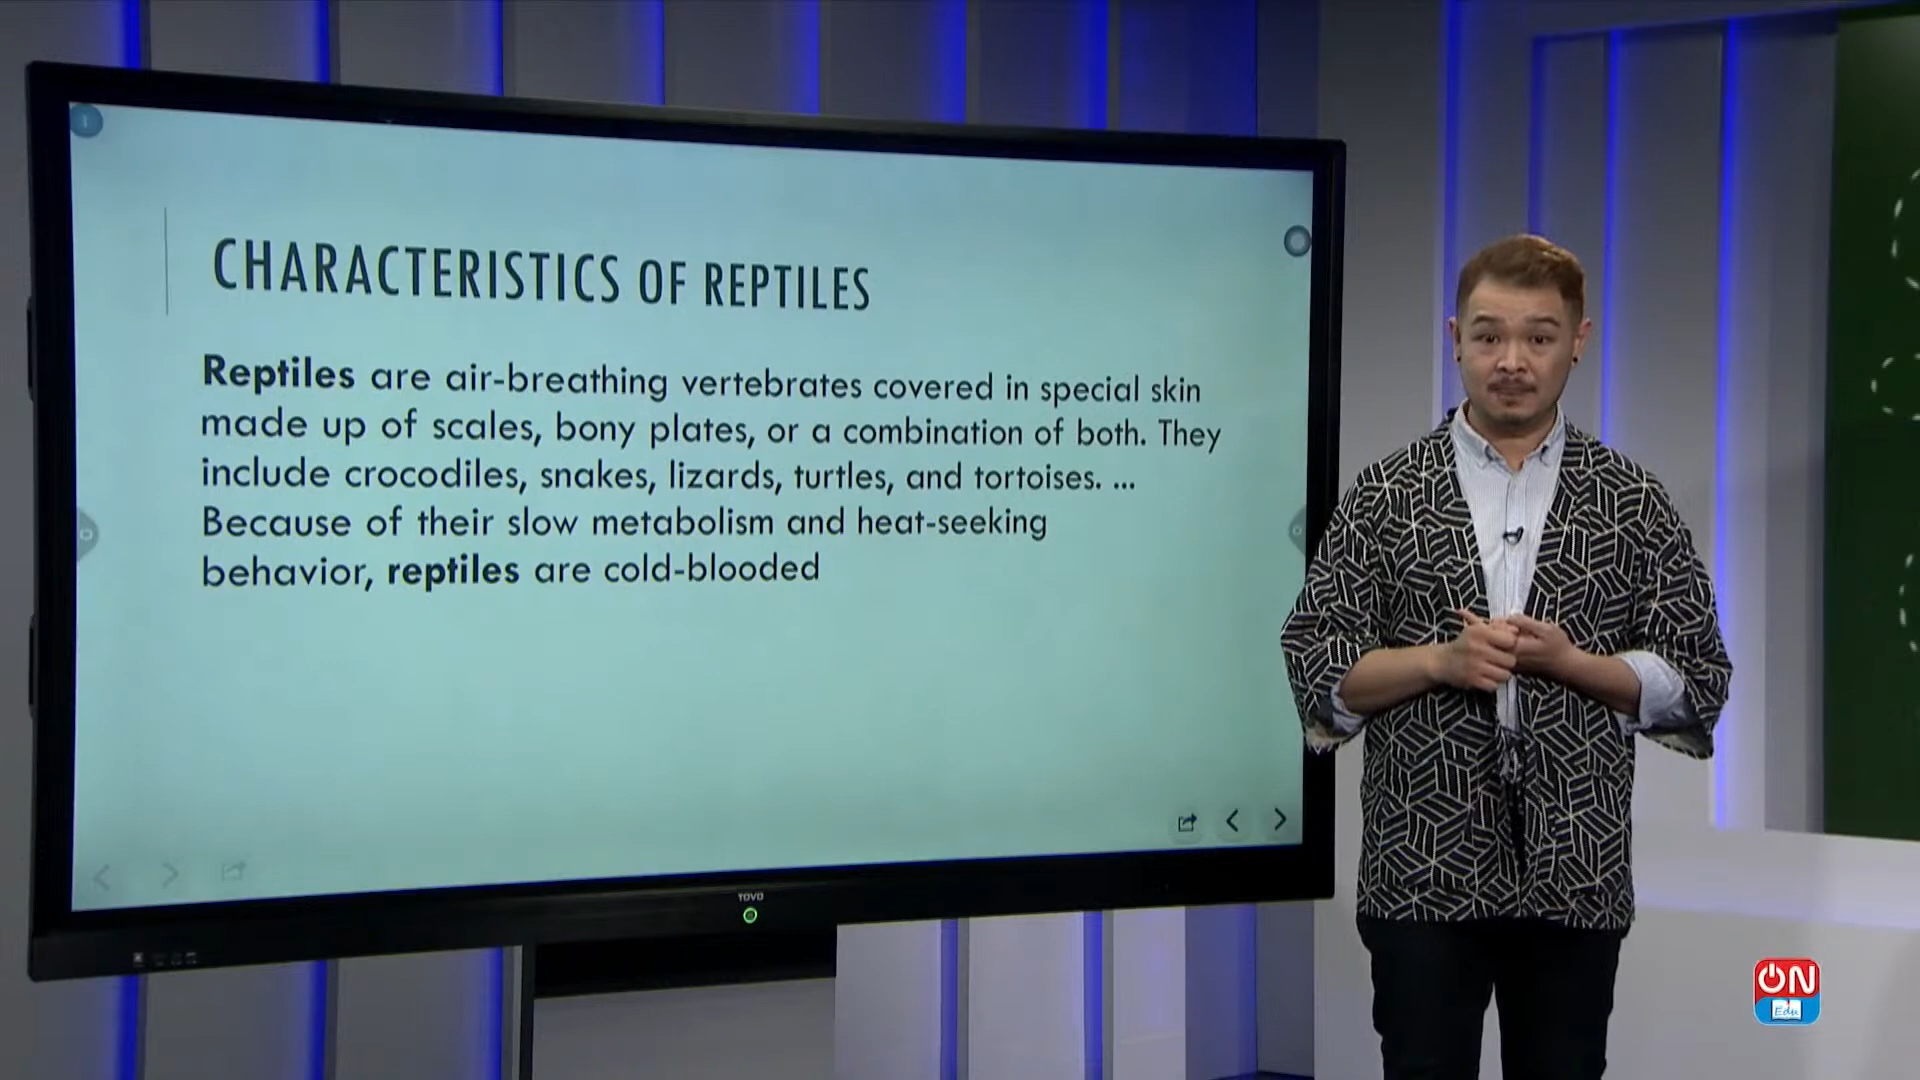 CHARACTERISTICS OF REPTILES
Reptiles are air-breathing vertebrates covered in special skin
made up of scales, bony plates, or a combination of both. They
include crocodiles, snakes, lizards, turtles, and tortoises. ...
Because of their slow metabolism and heat-seeking
behavior, reptiles are cold-blooded
TOVO
ON
Edu